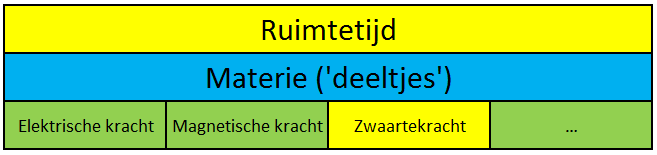 Ruimtetijd
Materie ('deeltjes')
Elektrische kracht
Magnetische kracht
Zwaartekracht
...